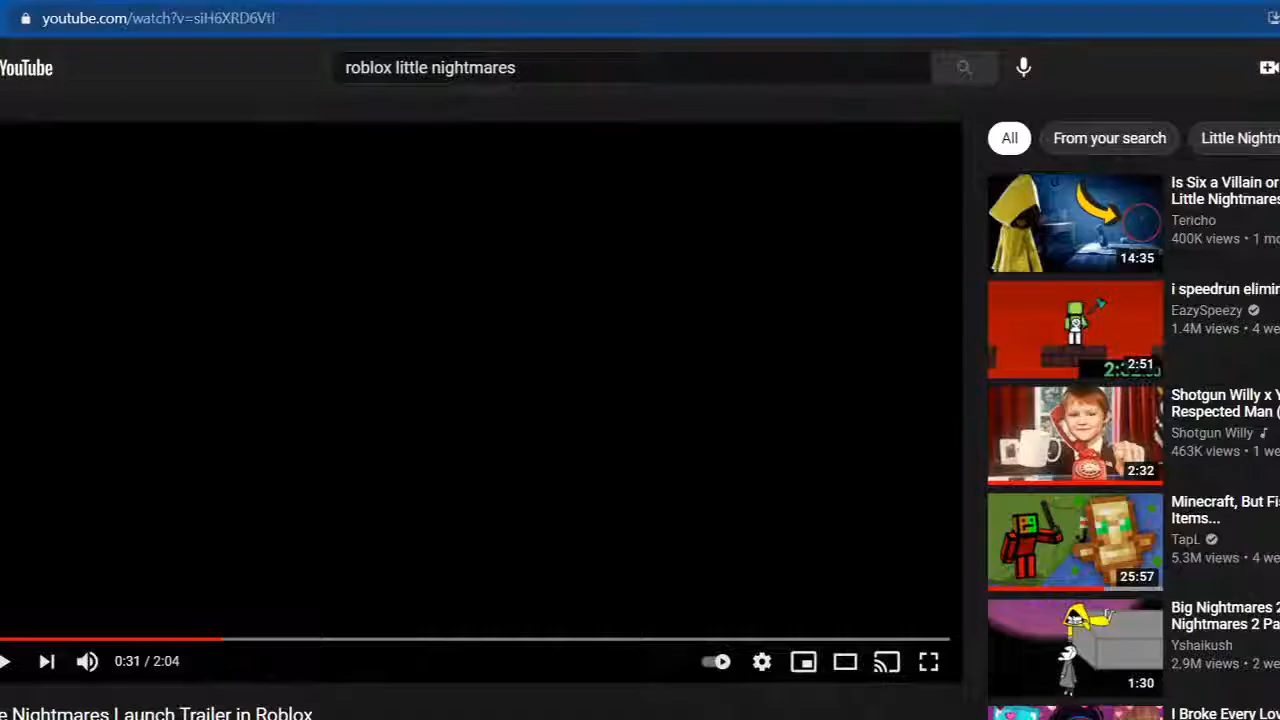 youtube.com/watch?v=siH6XRD6VtI
YouTube
roblox little nightmares
All
From your search
Little Nightn
Is Six a Villain or
Little Nightmares
Tericho
400K views • 1 mo
14:35
i speedrun elimin
EazySpeezy
1.4M views • 4 we
2:51
Shotgun Willy x Y
Respected Man (
Shotgun Willy
463K views • 1 we
2:32
Minecraft, But Fis
Items...
TapL
5.3M views • 4 we
25:57
Big Nightmares 2
Nightmares 2 Pa
Yshaikush
2.9M views • 2 we
1:30
I Broke Every Lov
0:31 / 2:04
e Nightmares Launch Trailer in Roblox